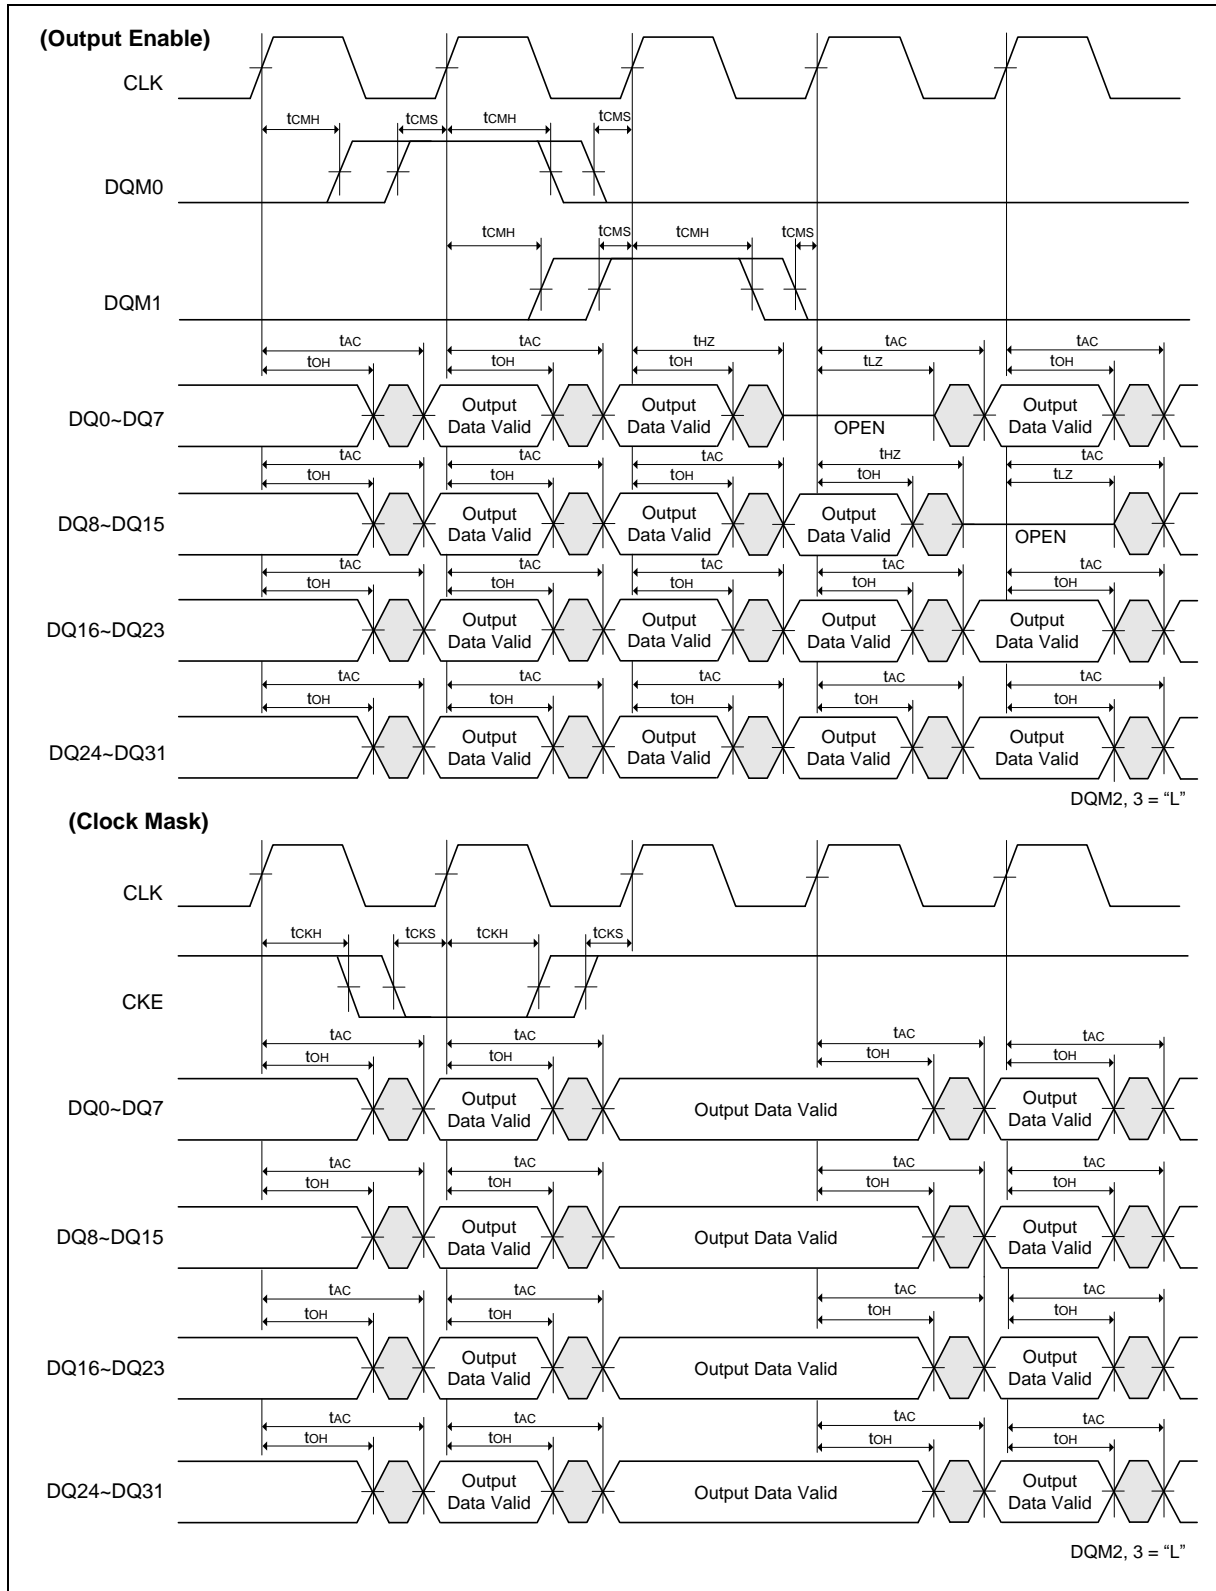 (Output Enable)
CLK
tCMH tCMS tCMH tCMS
DQM0
tCMH tCMS tCMH tCMS
DQM1
tAC tAC tHZ tAC tAC
tOH tOH tOH tLZ tOH
DQ0~DQ7
Output Data Valid
Output Data Valid
OPEN
Output Data Valid
tAC tAC tAC tHZ tAC
tOH tOH tOH tOH tLZ
DQ8~DQ15
Output Data Valid
Output Data Valid
Output Data Valid
OPEN
tAC tAC tAC tAC tAC
tOH tOH tOH tOH tOH
DQ16~DQ23
Output Data Valid
Output Data Valid
Output Data Valid
Output Data Valid
tAC tAC tAC tAC tAC
tOH tOH tOH tOH tOH
DQ24~DQ31
Output Data Valid
Output Data Valid
Output Data Valid
Output Data Valid
DQM2, 3 = “L”
(Clock Mask)
CLK
tCKH tCKS tCKH tCKS
CKE
tAC tAC tAC tAC
tOH tOH tOH tOH
DQ0~DQ7
Output Data Valid
Output Data Valid
Output Data Valid
tAC tAC tAC tAC
tOH tOH tOH tOH
DQ8~DQ15
Output Data Valid
Output Data Valid
Output Data Valid
tAC tAC tAC tAC
tOH tOH tOH tOH
DQ16~DQ23
Output Data Valid
Output Data Valid
Output Data Valid
tAC tAC tAC tAC
tOH tOH tOH tOH
DQ24~DQ31
Output Data Valid
Output Data Valid
Output Data Valid
DQM2, 3 = “L”